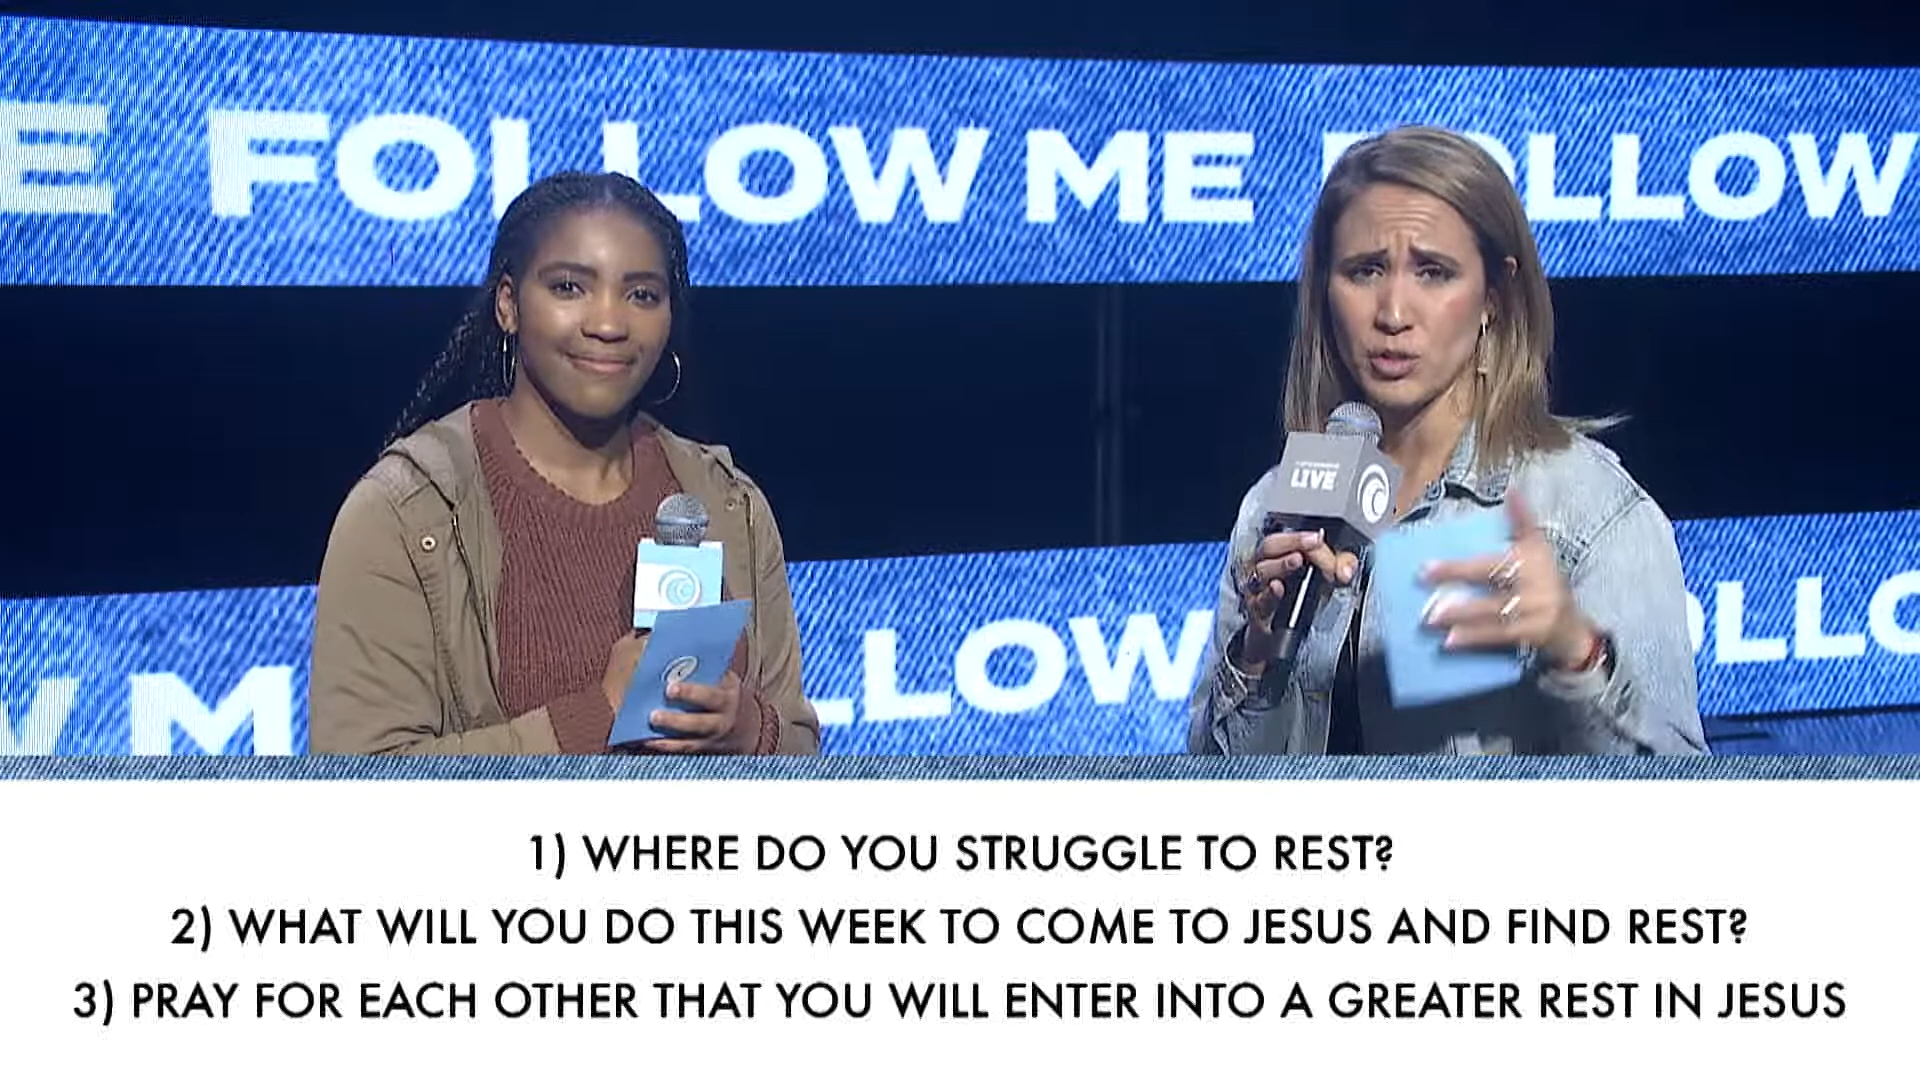 E FOLLOW ME FOLLOW
LIVE
W M LLOW OLLO
1) WHERE DO YOU STRUGGLE TO REST?
2) WHAT WILL YOU DO THIS WEEK TO COME TO JESUS AND FIND REST?
3) PRAY FOR EACH OTHER THAT YOU WILL ENTER INTO A GREATER REST IN JESUS